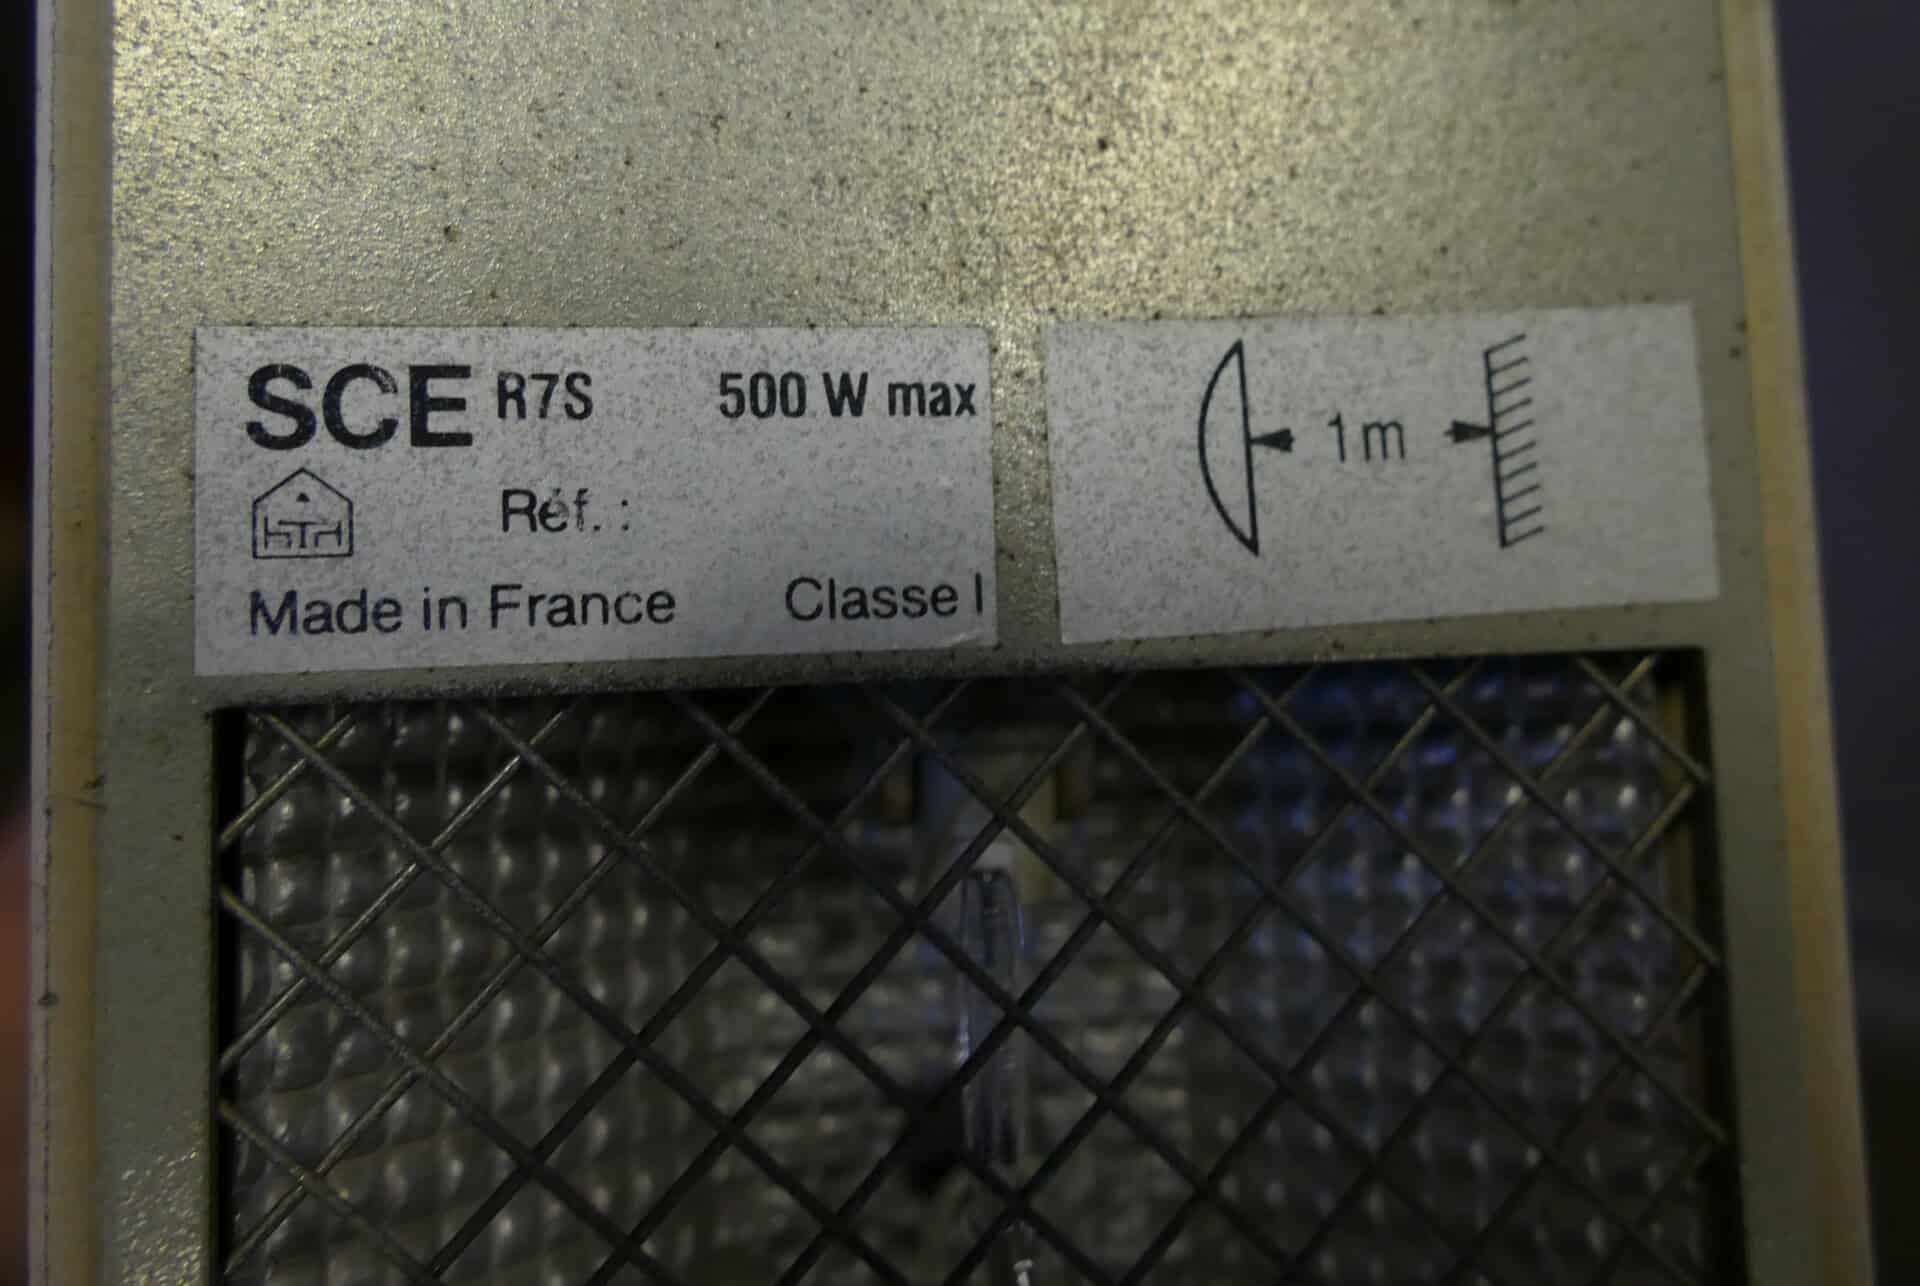 SCE R7S 500 W max
Réf. :
Made in France Classe I
1m